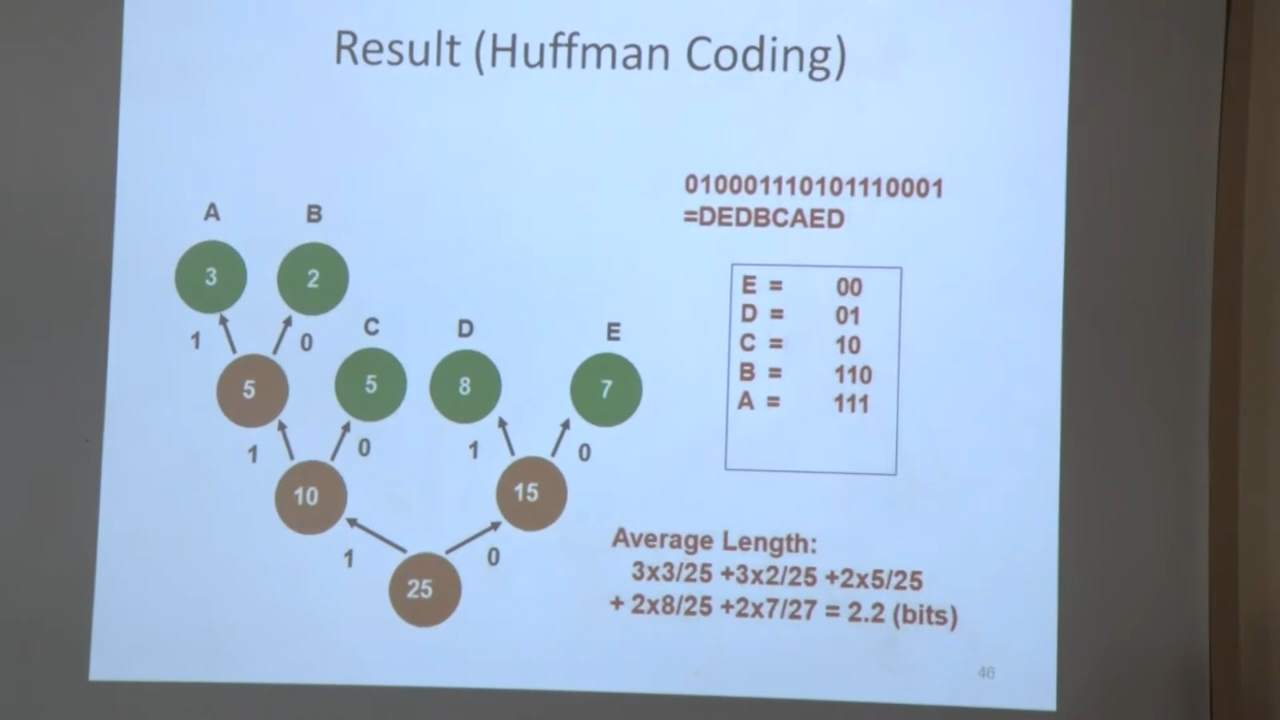 Result (Huffman Coding)
010001110101110001
=DEDBCAED
A B
3 2
1 0
C D E
5 5 8 7
1 0 1 0
10 15
1 0
25
E = 00
D = 01
C = 10
B = 110
A = 111
Average Length:
3x3/25 +3x2/25 +2x5/25
+ 2x8/25 +2x7/27 = 2.2 (bits)
46